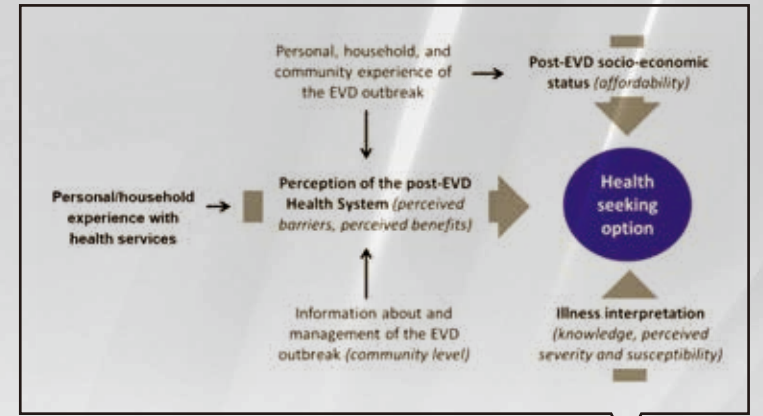 Personal, household, and
community experience of
the EVD outbreak
Post-EVD socio-economic
status (affordability)
Personal/household
experience with
health services
Perception of the post-EVD
Health System (perceived
barriers, perceived benefits)
Health
seeking
option
Information about and
management of the EVD
outbreak (community level)
Illness interpretation
(knowledge, perceived
severity and susceptibility)